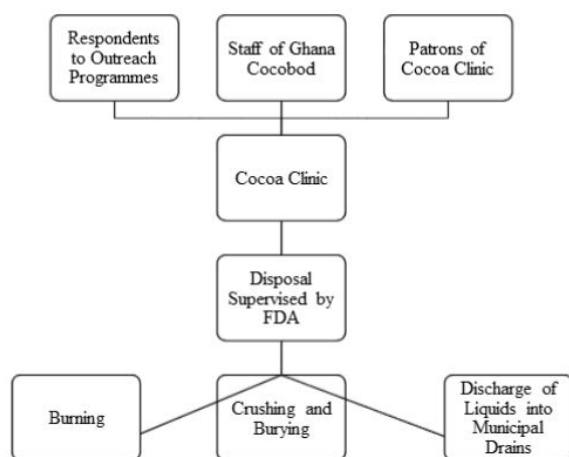 Respondents
to Outreach
Programmes
Staff of Ghana
Cocobod
Patrons of
Cocoa Clinic
Cocoa Clinic
Disposal
Supervised by
FDA
Burning
Crushing and
Burying
Discharge of
Liquids into
Municipal
Drains